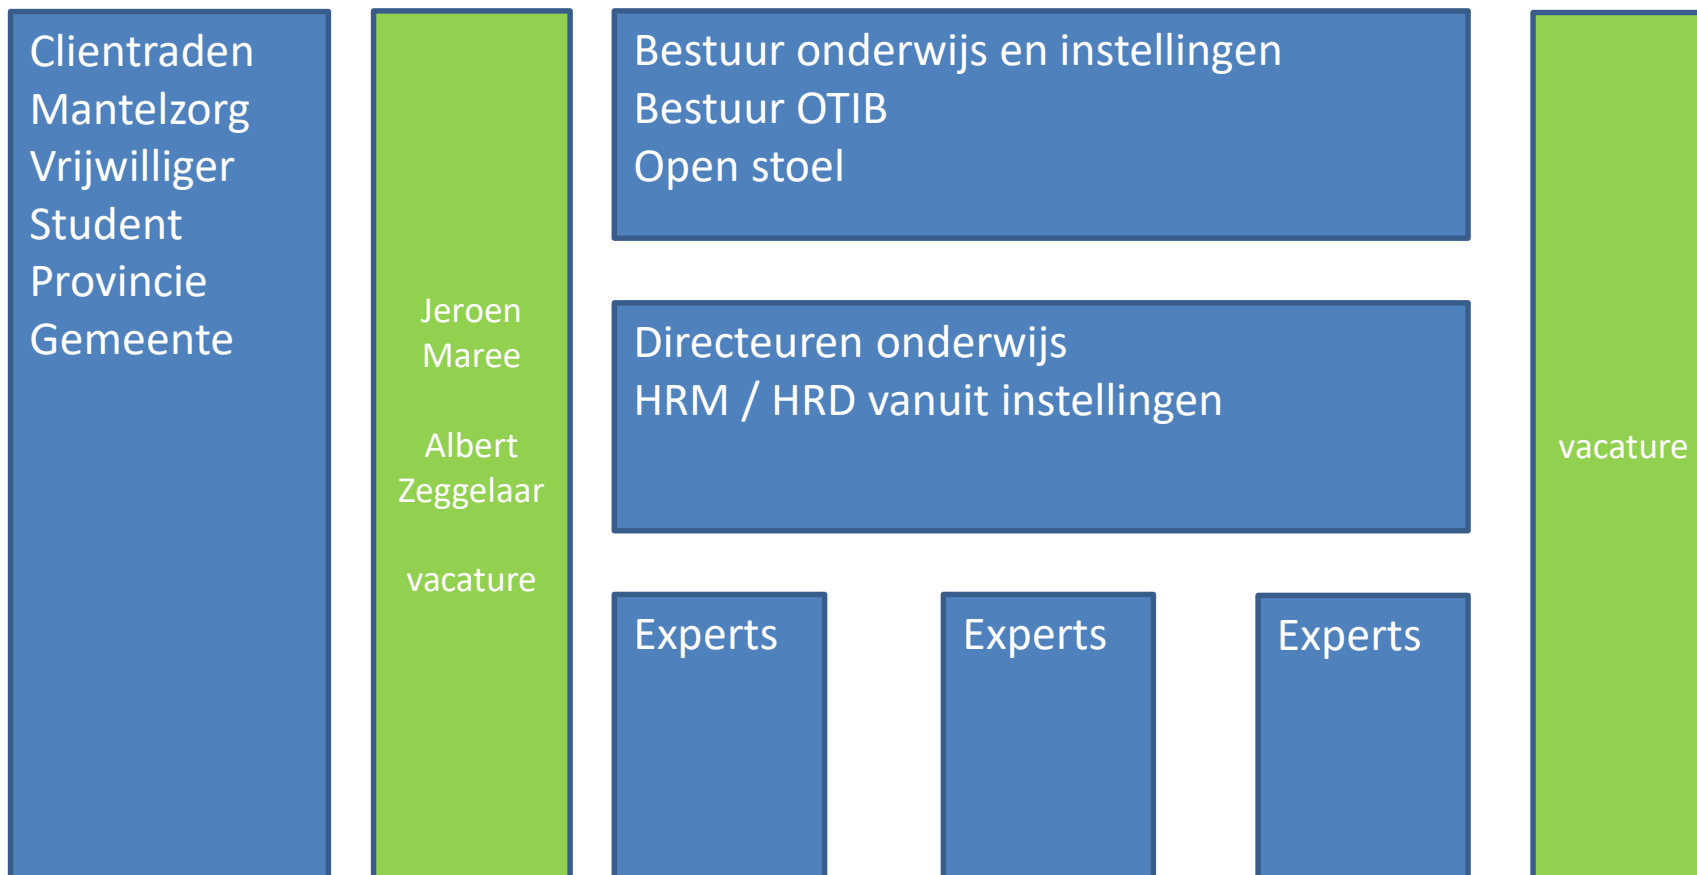 Clientraden
Mantelzorg
Vrijwilliger
Student
Provincie
Gemeente
Jeroen
Maree
Albert
Zeggelaar
vacature
Bestuur onderwijs en instellingen
Bestuur OTIB
Open stoel
Directeuren onderwijs
HRM / HRD vanuit instellingen
Experts
Experts
Experts
vacature